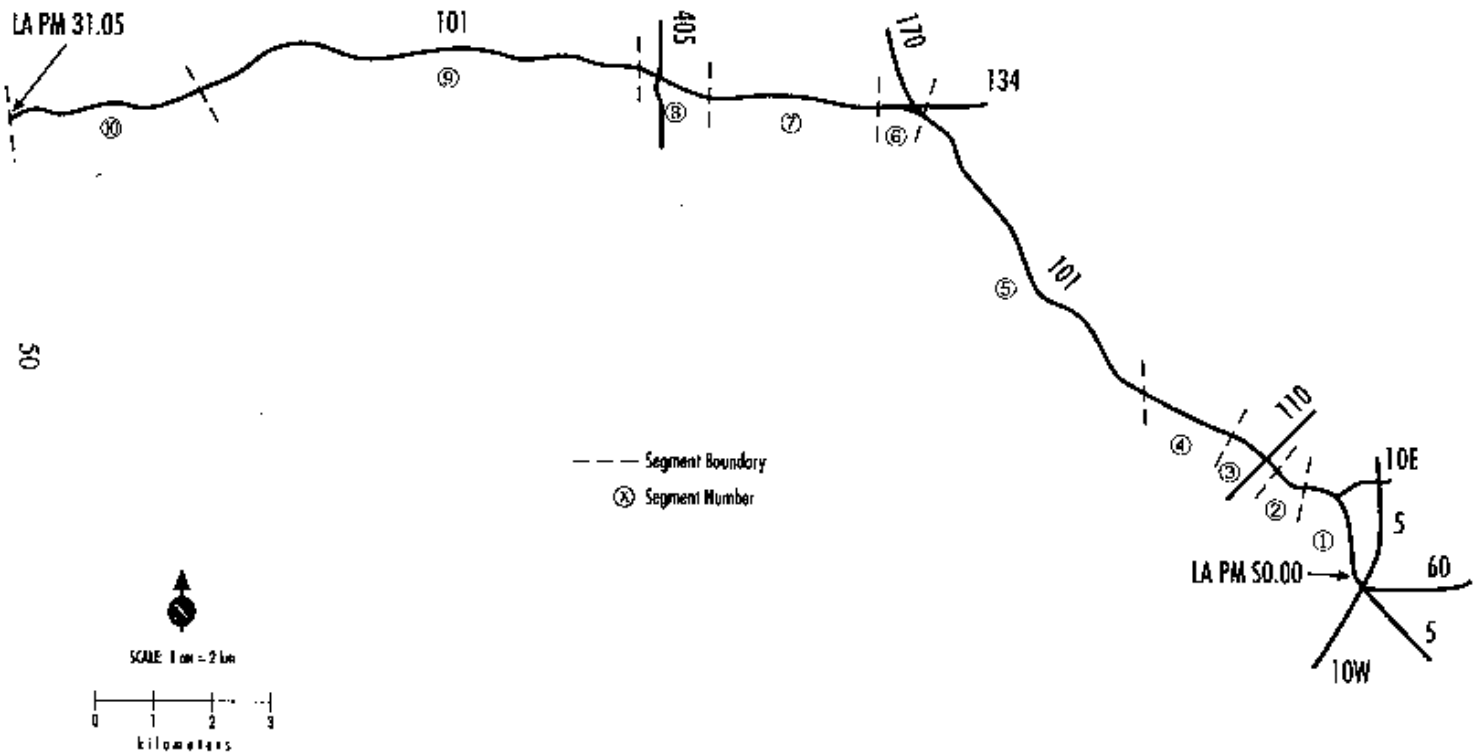 LA PM 31.05
101
405
170
134
⑩
⑨
⑧
⑦
⑥
⑤
101
50
④
③
110
②
①
10E
5
LA PM S0.00
60
5
10W
Segment Boundary
Ⓧ Segment Number
SCALE: 1 cm = 2 km
0 1 2 3
kilometers